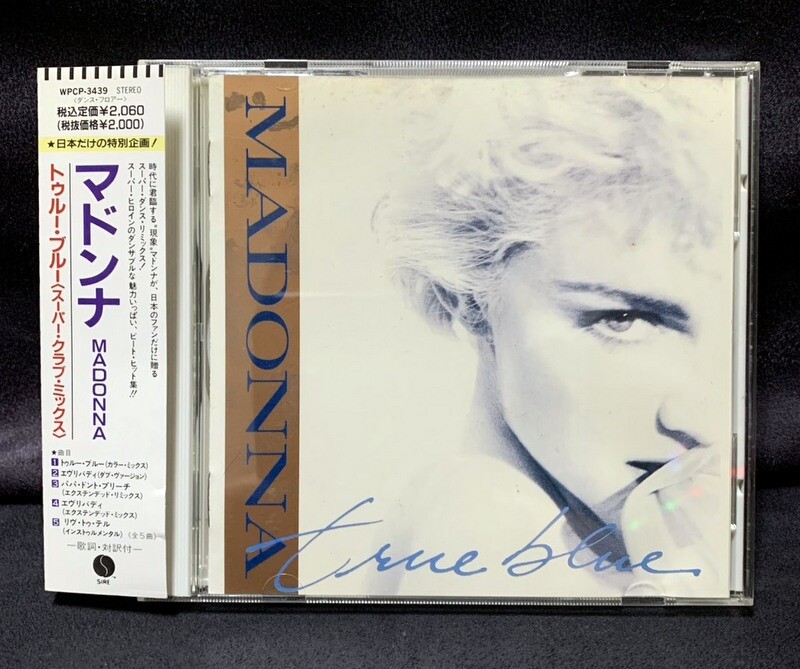 WPCP-3439 STEREO
〈ダンス・フロアー〉
税込定価¥2,060
(税抜価格¥2,000)
★日本だけの特別企画!
時代に君臨する“現象”マドンナが、日本のファンだけに贈る
スーパー・ダンス・リミックス!
スーパー・ヒロインのダンサブルな魅力いっぱい、ビート・ヒット集!!
マドンナ MADONNA
トゥルー・ブルー〈スーパー・クラブ・ミックス〉
★曲目
1 トゥルー・ブルー(カラー・ミックス)
2 エヴリバディ(ダブ・ヴァージョン)
3 パパ・ドント・プリーチ
(エクステンデッド・リミックス)
4 エヴリバディ
(エクステンデッド・ミックス)
5 リヴ・トゥ・テル
(インストゥルメンタル) (全5曲)
—歌詞・対訳付—
S
SIRE ™
MADONNA
true blue